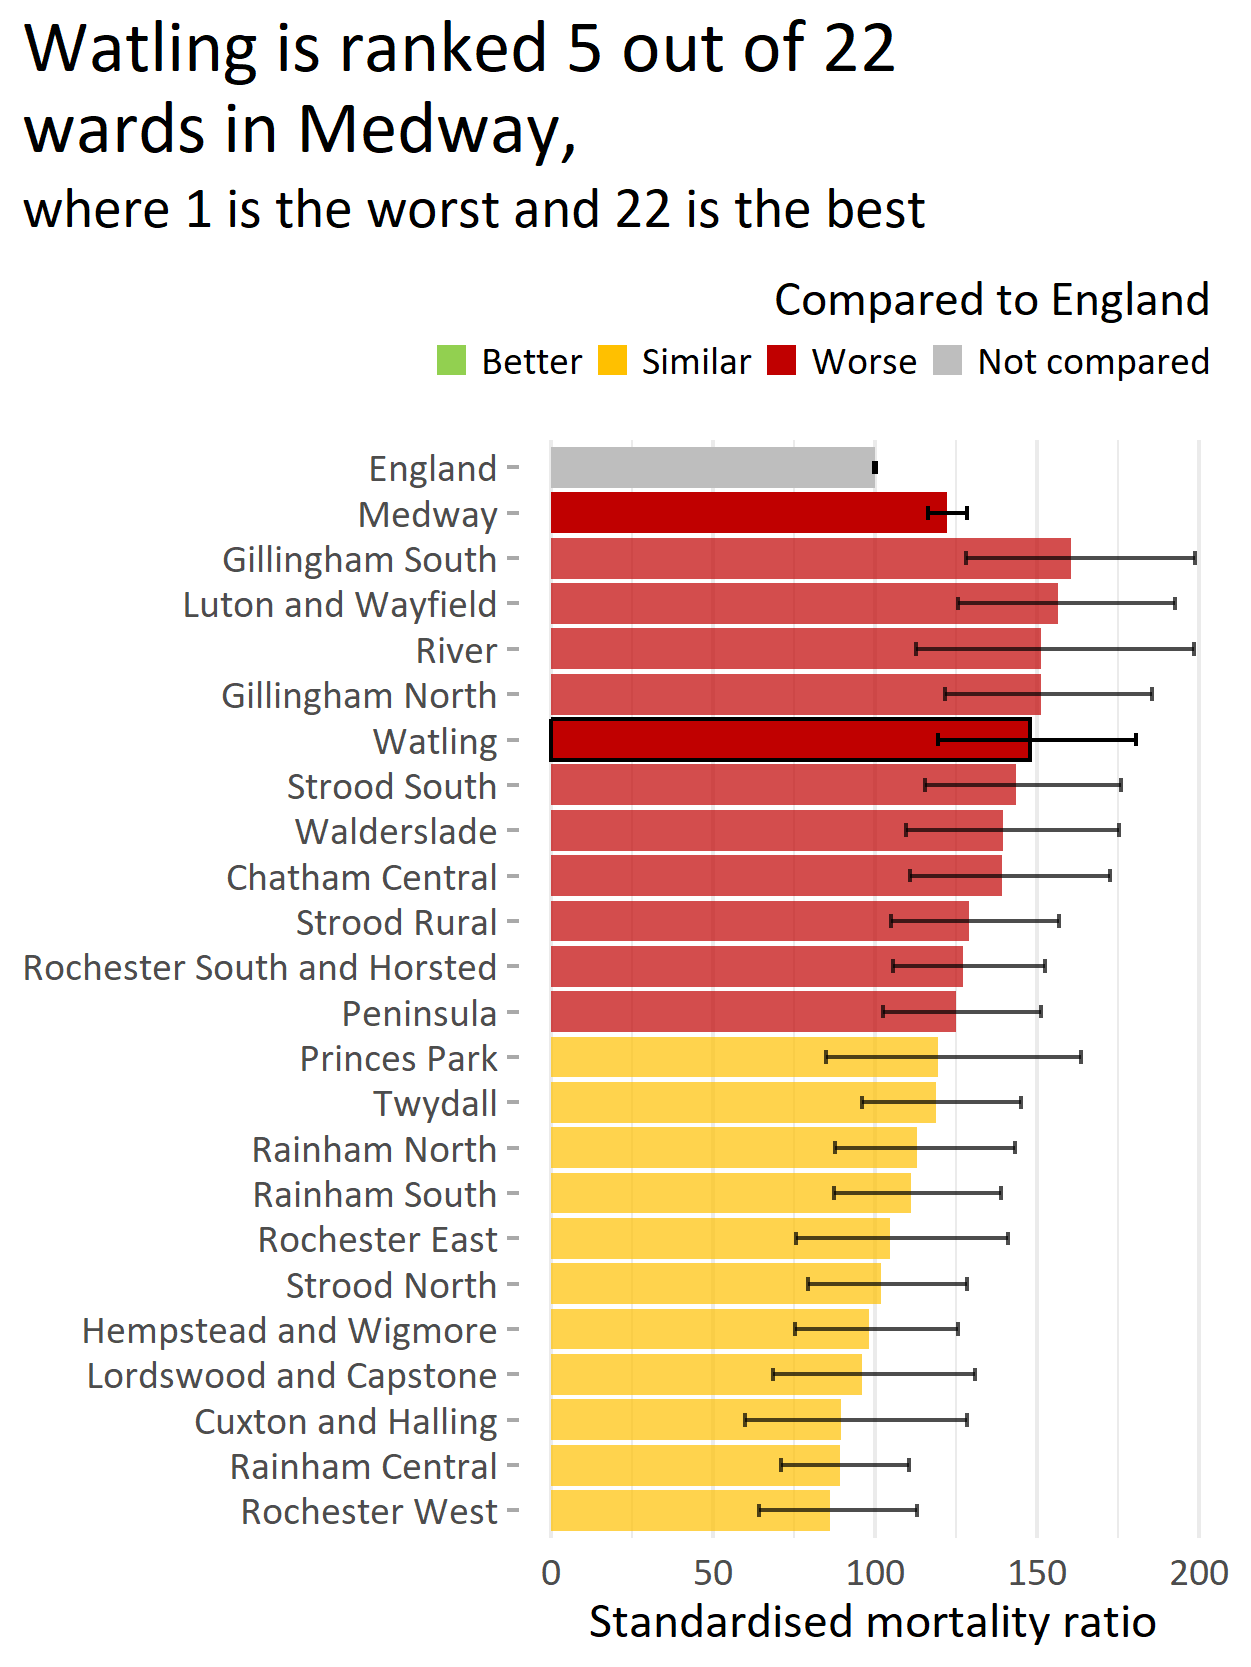 Watling is ranked 5 out of 22
wards in Medway,
where 1 is the worst and 22 is the best
Compared to England
Better Similar Worse Not compared
England
Medway
Gillingham South
Luton and Wayfield
River
Gillingham North
Watling
Strood South
Walderslade
Chatham Central
Strood Rural
Rochester South and Horsted
Peninsula
Princes Park
Twydall
Rainham North
Rainham South
Rochester East
Strood North
Hempstead and Wigmore
Lordswood and Capstone
Cuxton and Halling
Rainham Central
Rochester West
0 50 100 150 200
Standardised mortality ratio